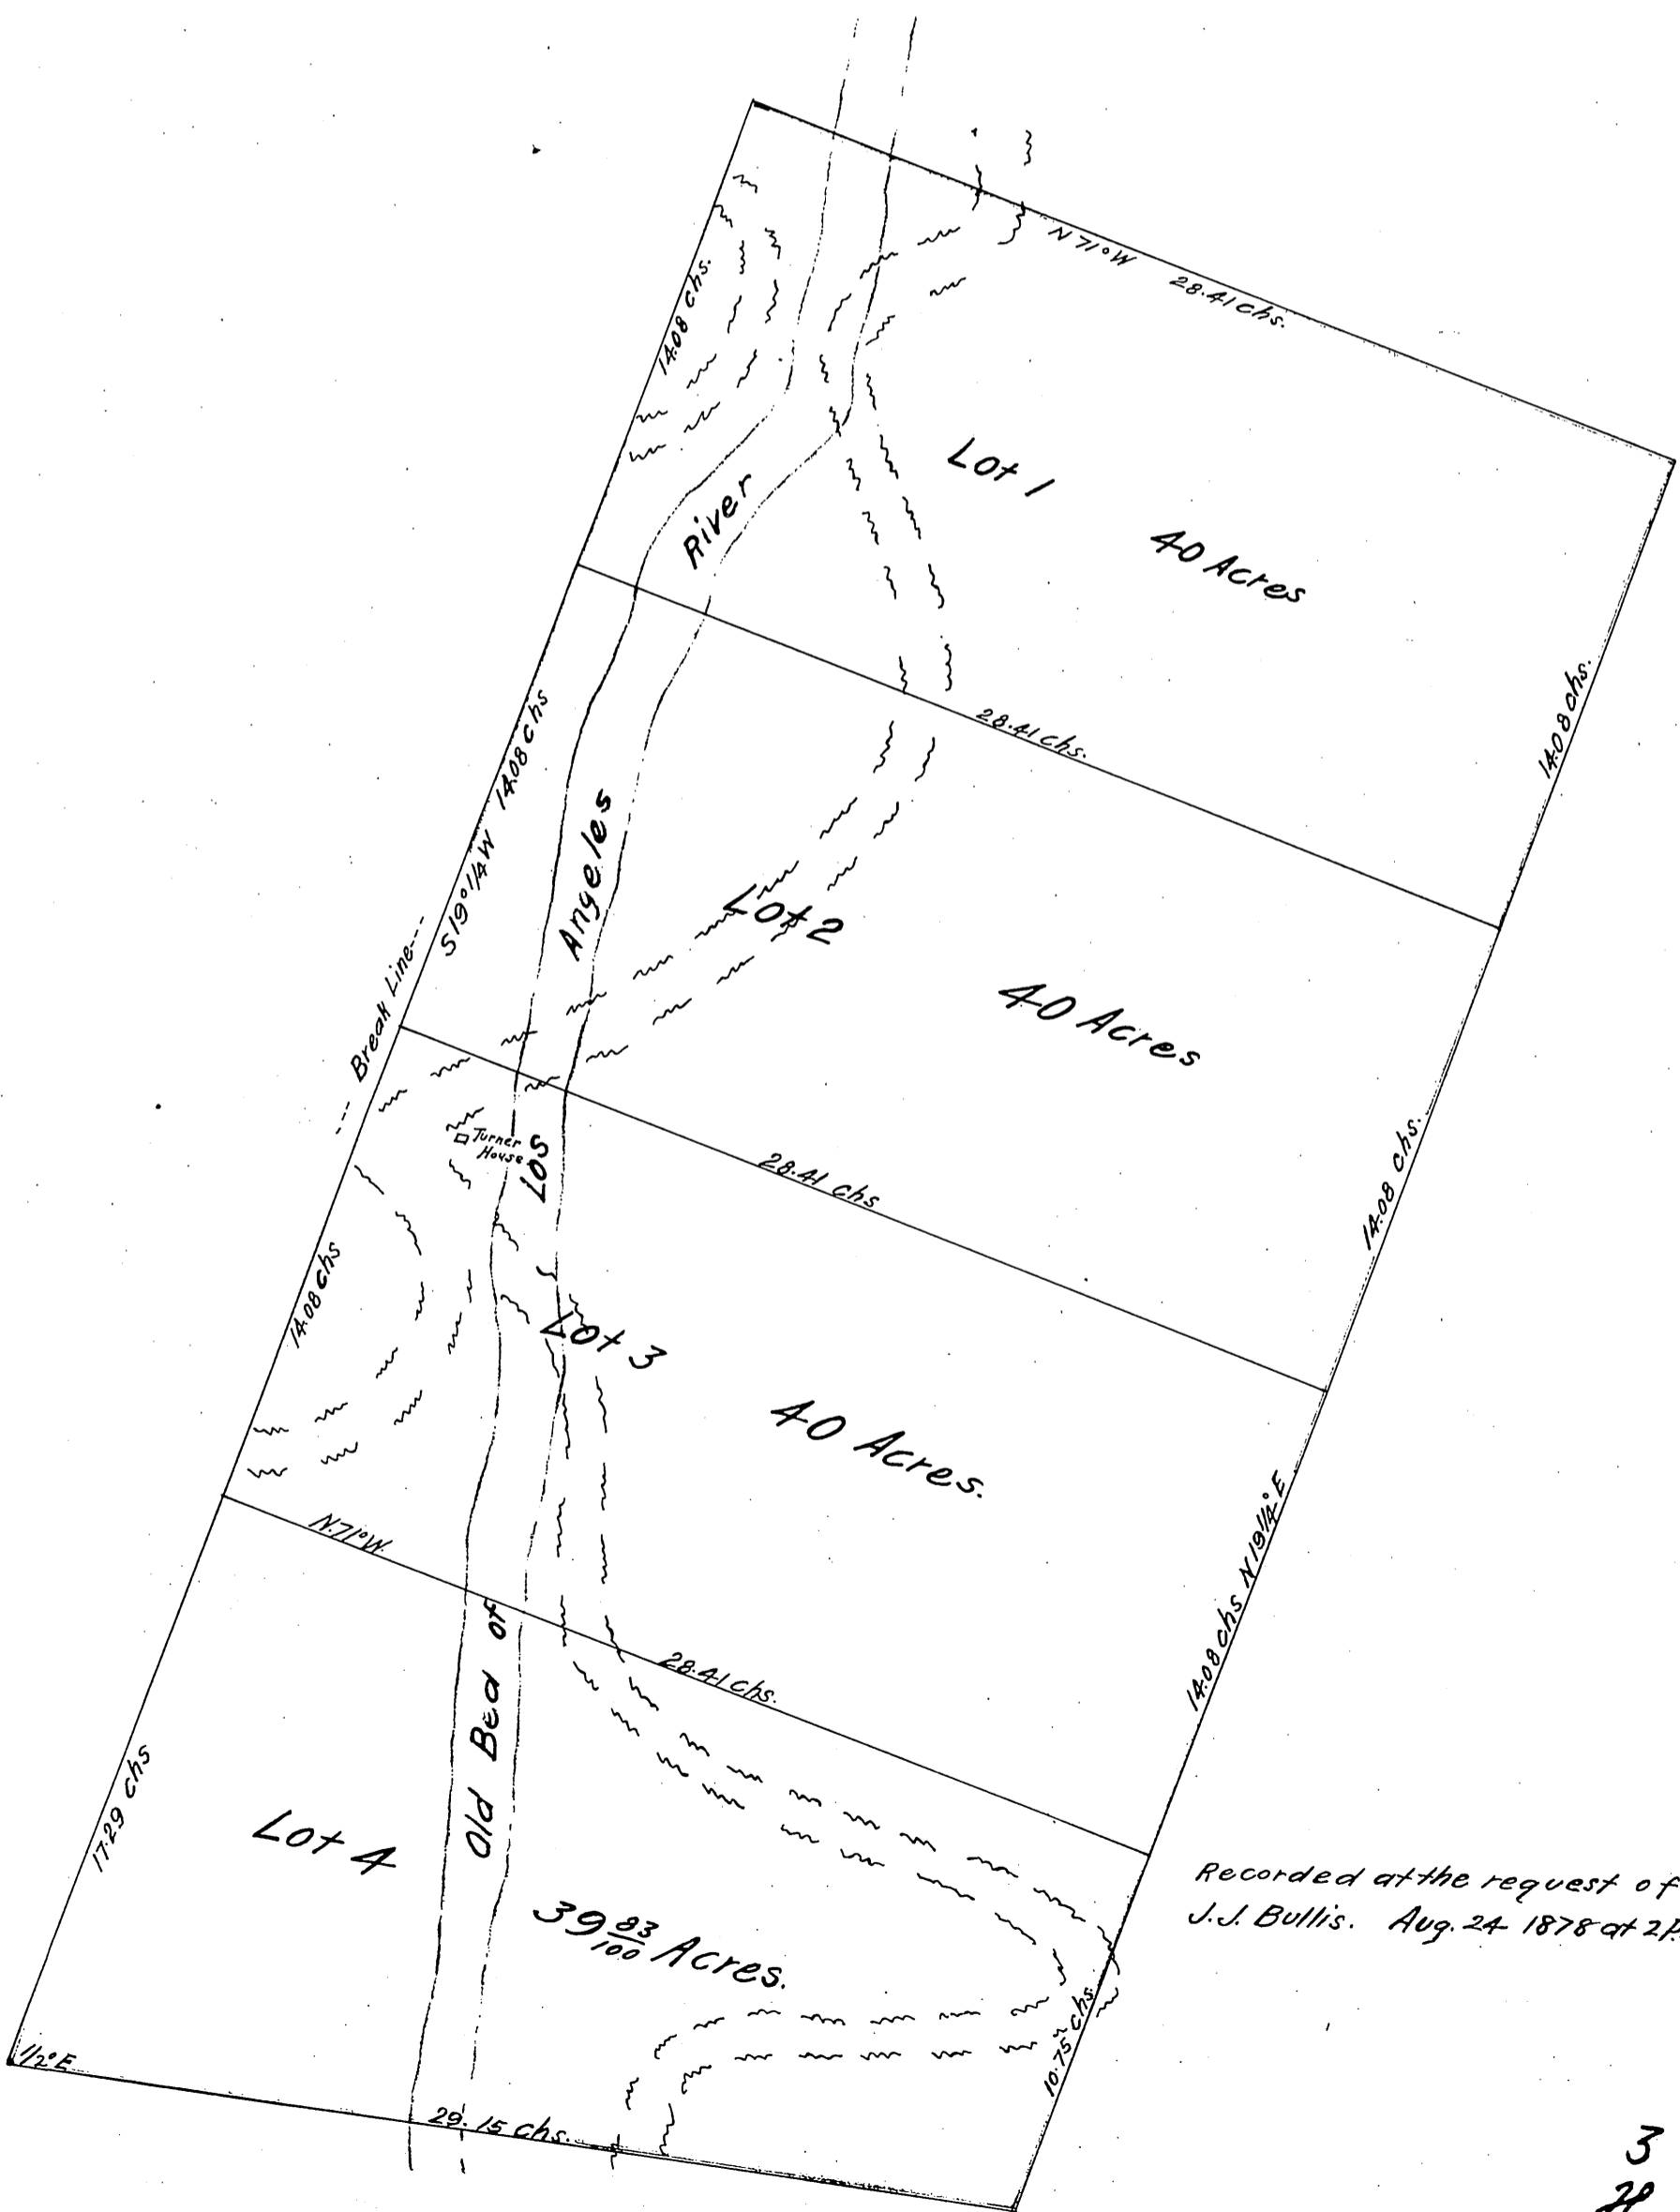 N 71° W 28.41 chs.
14.08 chs.
River
Lot 1
40 Acres
14.08 chs.
28.41 chs.
S 19° 1/4 W 14.08 chs
Angeles
Lot 2
40 Acres
Break Line
14.08 chs.
Turner
House
Los
28.41 chs
14.08 chs
Lot 3
40 Acres.
14.08 chs N 19 1/4° E
N. 71° W.
28.41 chs.
Old Bed of
17.29 chs
Lot 4
39 83/100 Acres.
Recorded at the request of
J.J. Bullis. Aug. 24 1878 at 2P.
10.75 chs.
1/2° E
29.15 chs.
3